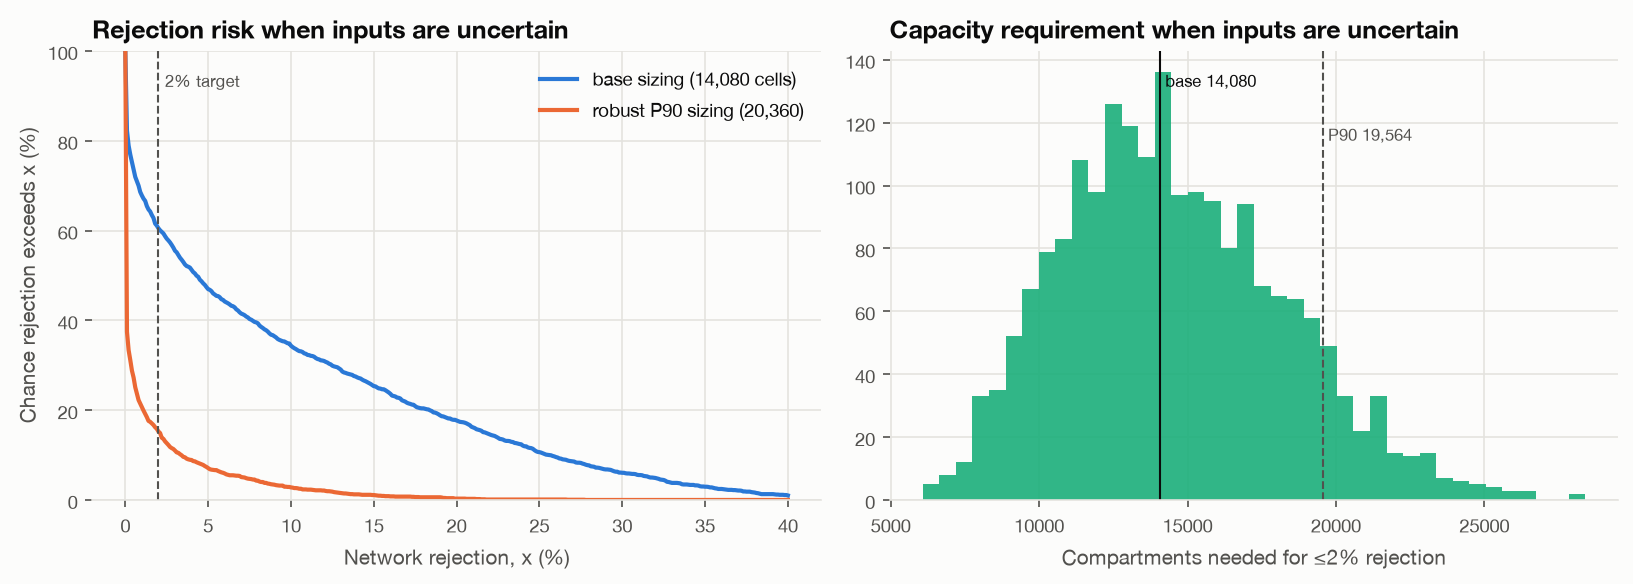 Rejection risk when inputs are uncertain
100
80
60
40
20
0
Chance rejection exceeds x (%)
2% target
base sizing (14,080 cells)
robust P90 sizing (20,360)
0
5
10
15
20
25
30
35
40
Network rejection, x (%)
Capacity requirement when inputs are uncertain
140
120
100
80
60
40
20
0
base 14,080
P90 19,564
5000
10000
15000
20000
25000
Compartments needed for ≤2% rejection